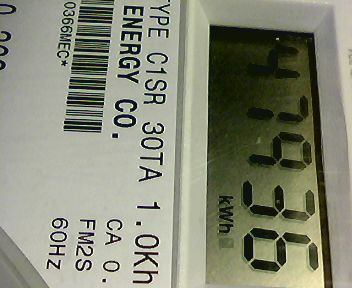 47936
kWh
TYPE C1SR 30TA 1.0Kh
ENERGY CO. CA 0.
FM2S
0366MEC* 60HZ